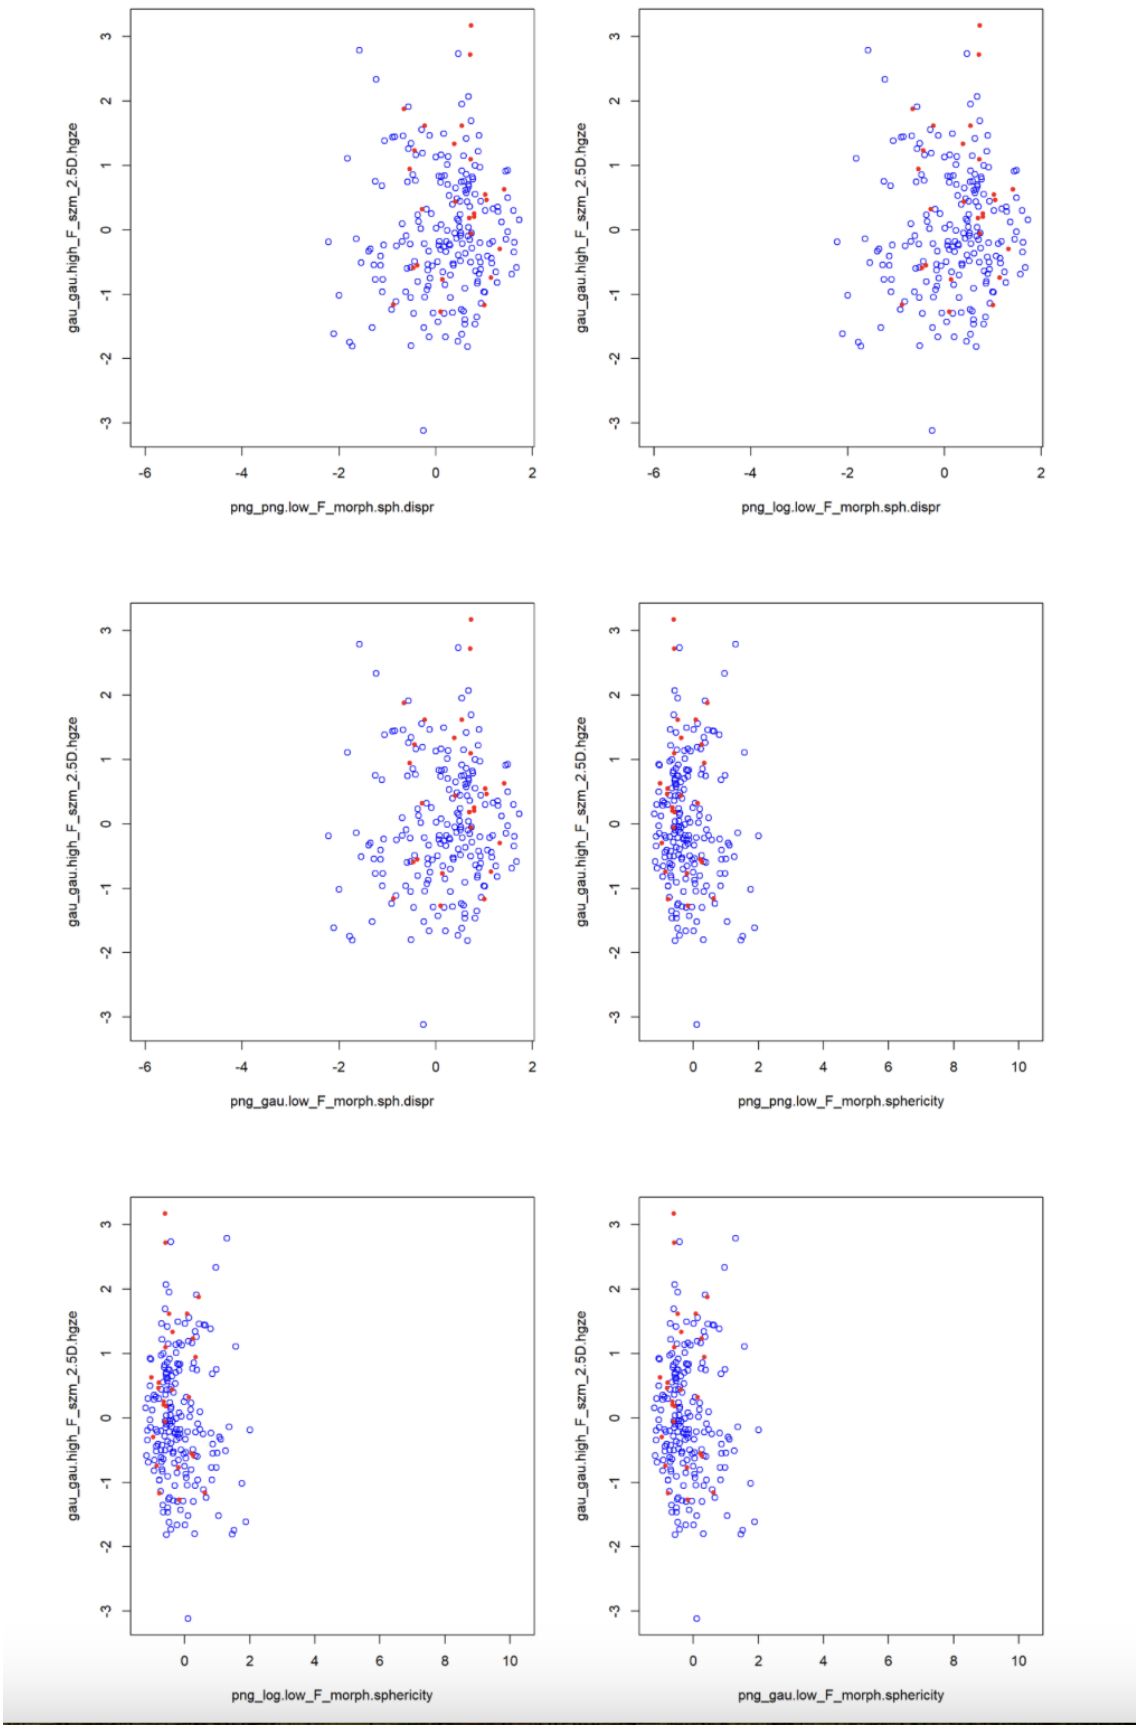 3
2
1
0
-1
-2
-3
gau_gau.high_F_szm_2.5D.hgze
-6 -4 -2 0 2
png_png.low_F_morph.sph.dispr
3
2
1
0
-1
-2
-3
gau_gau.high_F_szm_2.5D.hgze
-6 -4 -2 0 2
png_log.low_F_morph.sph.dispr
3
2
1
0
-1
-2
-3
gau_gau.high_F_szm_2.5D.hgze
-6 -4 -2 0 2
png_gau.low_F_morph.sph.dispr
3
2
1
0
-1
-2
-3
gau_gau.high_F_szm_2.5D.hgze
0 2 4 6 8 10
png_png.low_F_morph.sphericity
3
2
1
0
-1
-2
-3
gau_gau.high_F_szm_2.5D.hgze
0 2 4 6 8 10
png_log.low_F_morph.sphericity
3
2
1
0
-1
-2
-3
gau_gau.high_F_szm_2.5D.hgze
0 2 4 6 8 10
png_gau.low_F_morph.sphericity